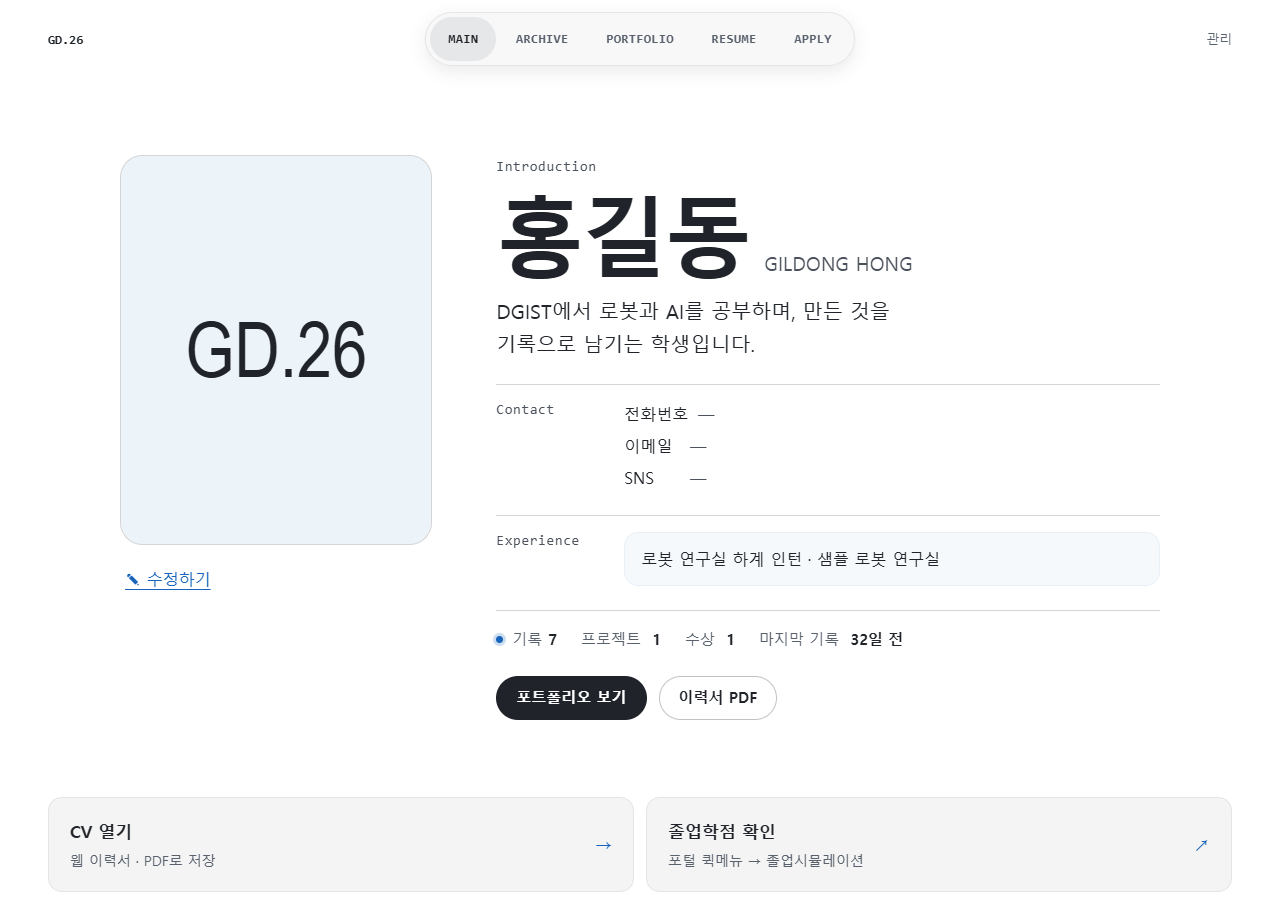 GD.26
MAIN ARCHIVE PORTFOLIO RESUME APPLY
관리
GD.26
수정하기
Introduction
홍길동 GILDONG HONG
DGIST에서 로봇과 AI를 공부하며, 만든 것을
기록으로 남기는 학생입니다.
Contact
전화번호 —
이메일 —
SNS —
Experience
로봇 연구실 하계 인턴 · 샘플 로봇 연구실
기록 7 프로젝트 1 수상 1 마지막 기록 32일 전
포트폴리오 보기 이력서 PDF
CV 열기
웹 이력서 · PDF로 저장
→
졸업학점 확인
포털 퀵메뉴 → 졸업시뮬레이션
↗